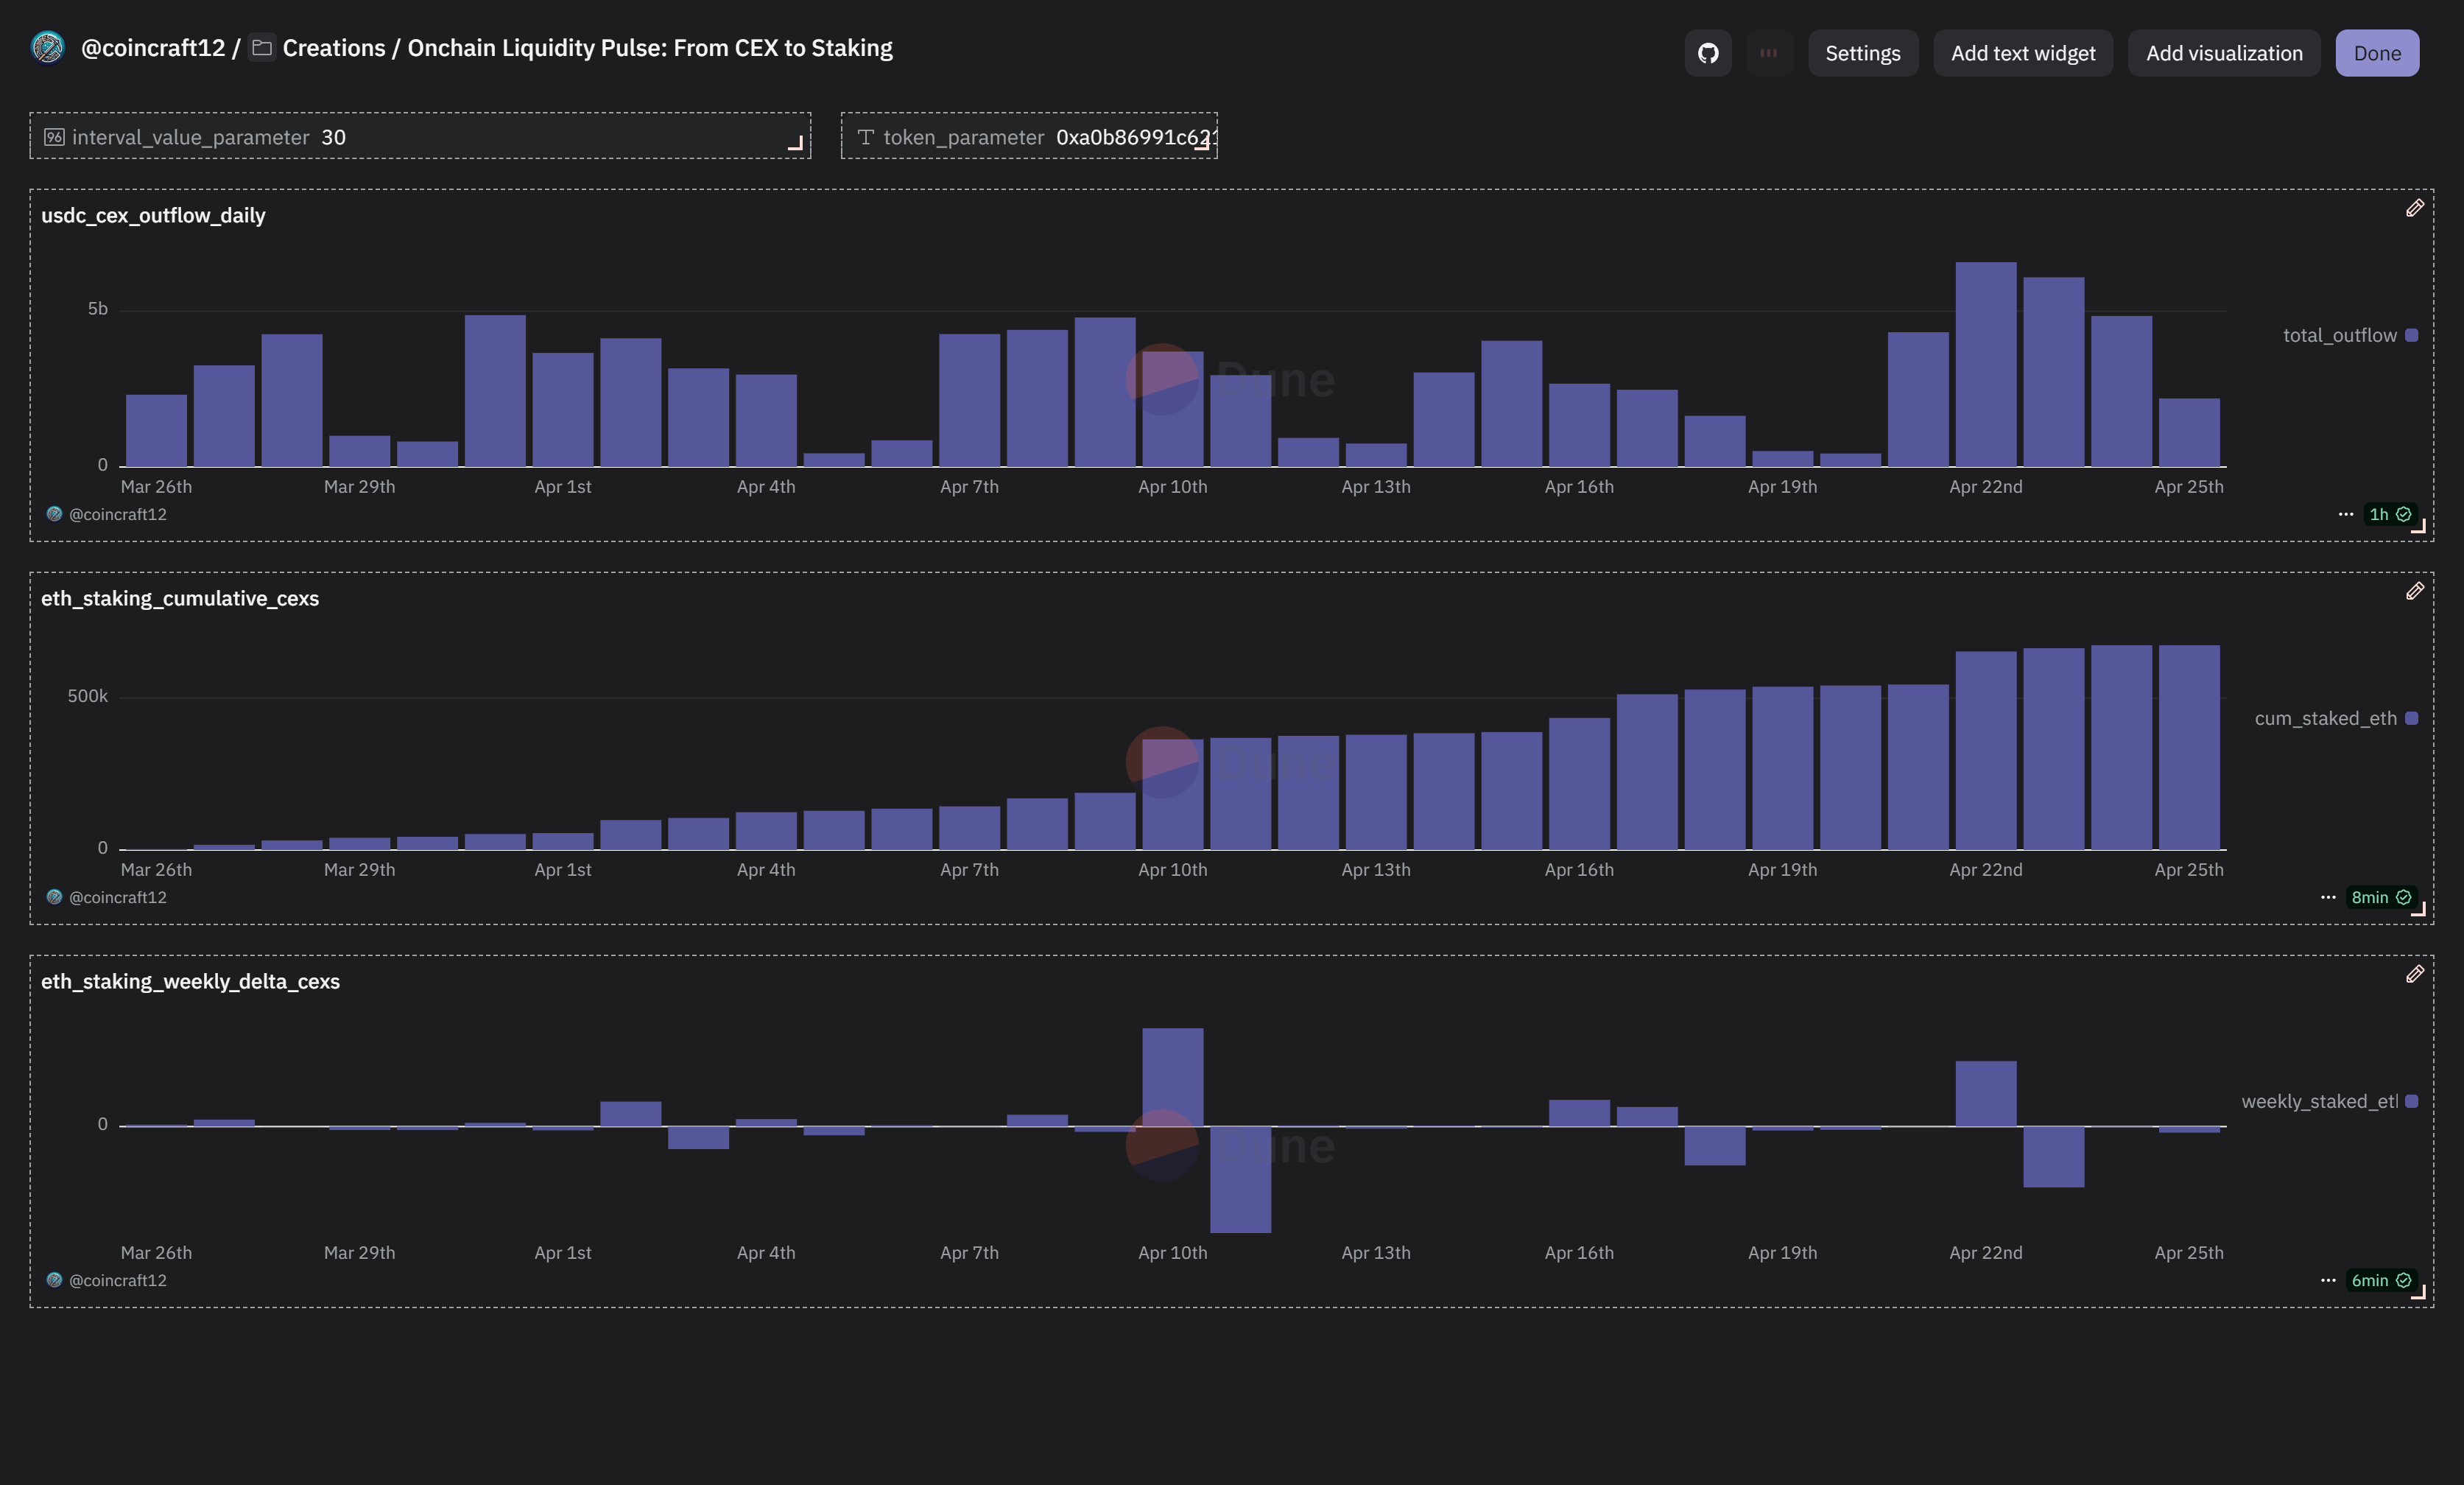 @coincraft12 / Creations / Onchain Liquidity Pulse: From CEX to Staking
Settings
Add text widget
Add visualization
Done
96 interval_value_parameter 30
token_parameter 0xa0b86991c621
usdc_cex_outflow_daily
5b
0
total_outflow
Dune
Mar 26th Mar 29th Apr 1st Apr 4th Apr 7th Apr 10th Apr 13th Apr 16th Apr 19th Apr 22nd Apr 25th
@coincraft12
1h
eth_staking_cumulative_cexs
500k
0
cum_staked_eth
Dune
Mar 26th Mar 29th Apr 1st Apr 4th Apr 7th Apr 10th Apr 13th Apr 16th Apr 19th Apr 22nd Apr 25th
@coincraft12
8min
eth_staking_weekly_delta_cexs
0
weekly_staked_et
Dune
Mar 26th Mar 29th Apr 1st Apr 4th Apr 7th Apr 10th Apr 13th Apr 16th Apr 19th Apr 22nd Apr 25th
@coincraft12
6min